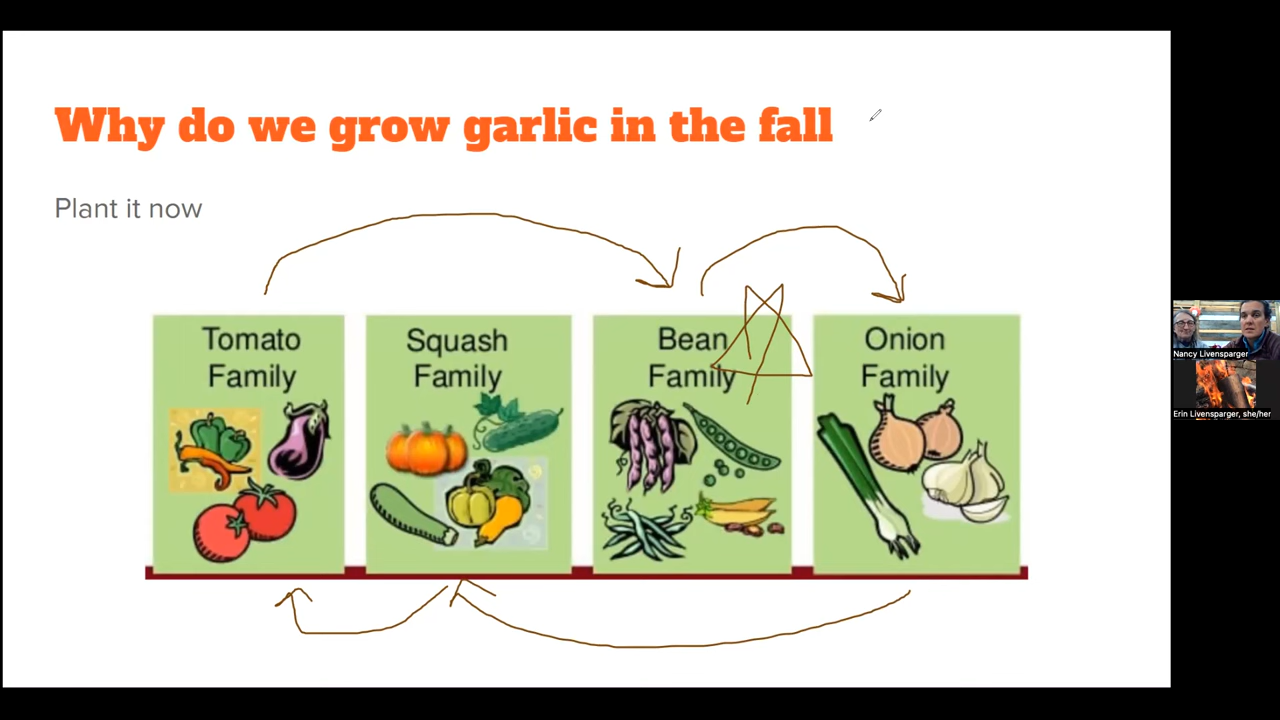 Why do we grow garlic in the fall
Plant it now
Tomato
Family
Squash
Family
Bean
Family
Onion
Family
Nancy Livensparger
Erin Livensparger, she/her